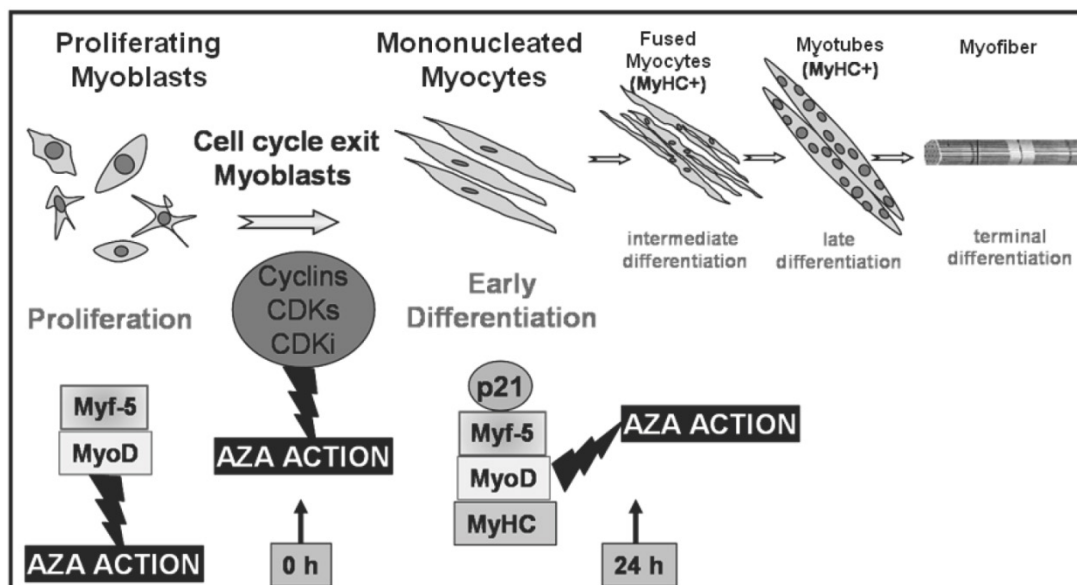 Proliferating
Myoblasts
Cell cycle exit
Myoblasts
Mononucleated
Myocytes
Fused
Myocytes
(MyHC+)
Myotubes
(MyHC+)
Myofiber
intermediate
differentiation
late
differentiation
terminal
differentiation
Proliferation
Cyclins
CDKs
CDKi
Early
Differentiation
Myf-5
MyoD
AZA ACTION
AZA ACTION
0 h
p21
Myf-5
MyoD
MyHC
AZA ACTION
24 h